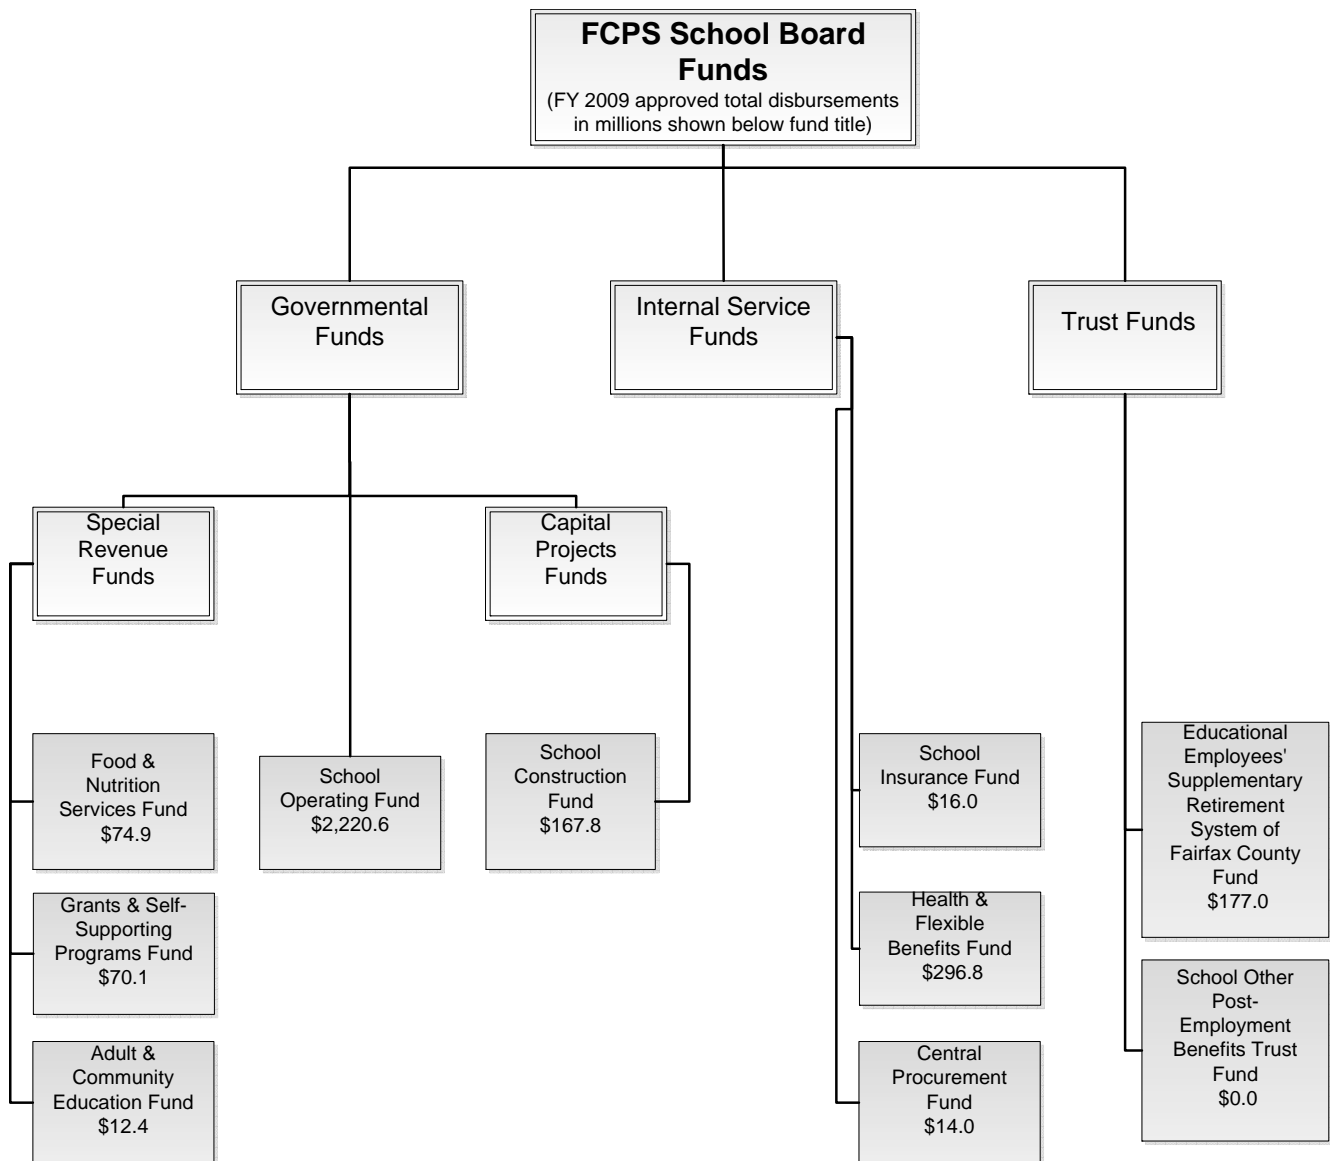 FCPS School Board
Funds
(FY 2009 approved total disbursements
in millions shown below fund title)
Governmental
Funds
Internal Service
Funds
Trust Funds
Special
Revenue
Funds
Capital
Projects
Funds
Food &
Nutrition
Services Fund
$74.9
School
Operating Fund
$2,220.6
School
Construction
Fund
$167.8
School
Insurance Fund
$16.0
Educational
Employees'
Supplementary
Retirement
System of
Fairfax County
Fund
$177.0
Grants & Self-
Supporting
Programs Fund
$70.1
Health &
Flexible
Benefits Fund
$296.8
School Other
Post-
Employment
Benefits Trust
Fund
$0.0
Adult &
Community
Education Fund
$12.4
Central
Procurement
Fund
$14.0